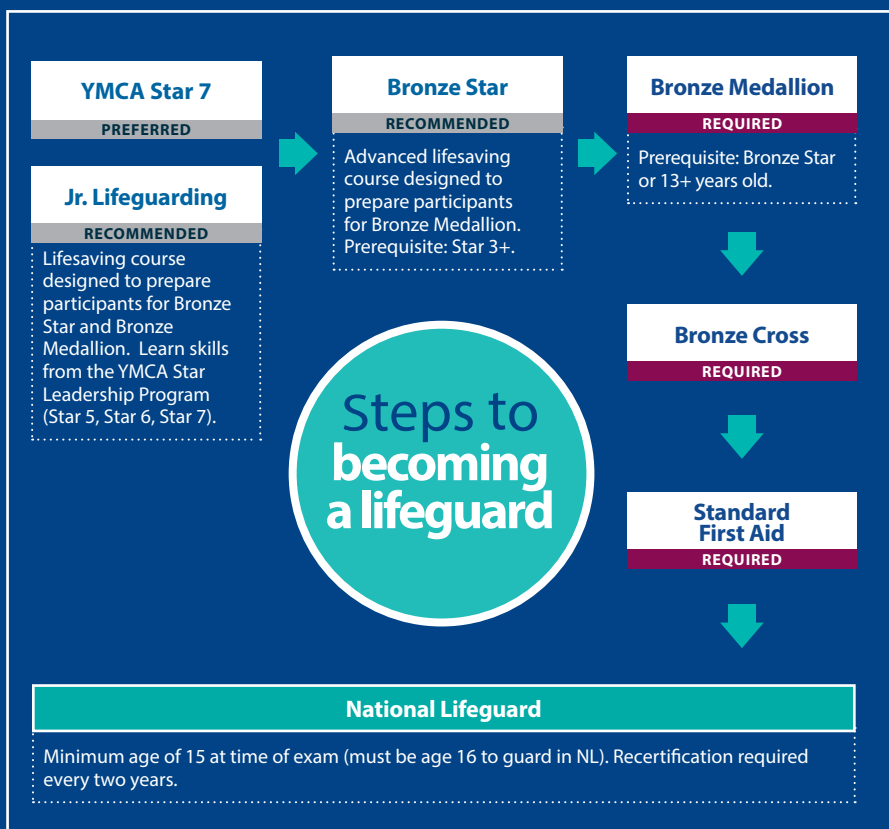 YMCA Star 7
PREFERRED
Jr. Lifeguarding
RECOMMENDED
Lifesaving course
designed to prepare
participants for Bronze
Star and Bronze
Medallion. Learn skills
from the YMCA Star
Leadership Program
(Star 5, Star 6, Star 7).
Bronze Star
RECOMMENDED
Advanced lifesaving
course designed to
prepare participants
for Bronze Medallion.
Prerequisite: Star 3+.
Bronze Medallion
REQUIRED
Prerequisite: Bronze Star
or 13+ years old.
Bronze Cross
REQUIRED
Standard
First Aid
REQUIRED
Steps to
becoming
a lifeguard
National Lifeguard
Minimum age of 15 at time of exam (must be age 16 to guard in NL). Recertification required
every two years.